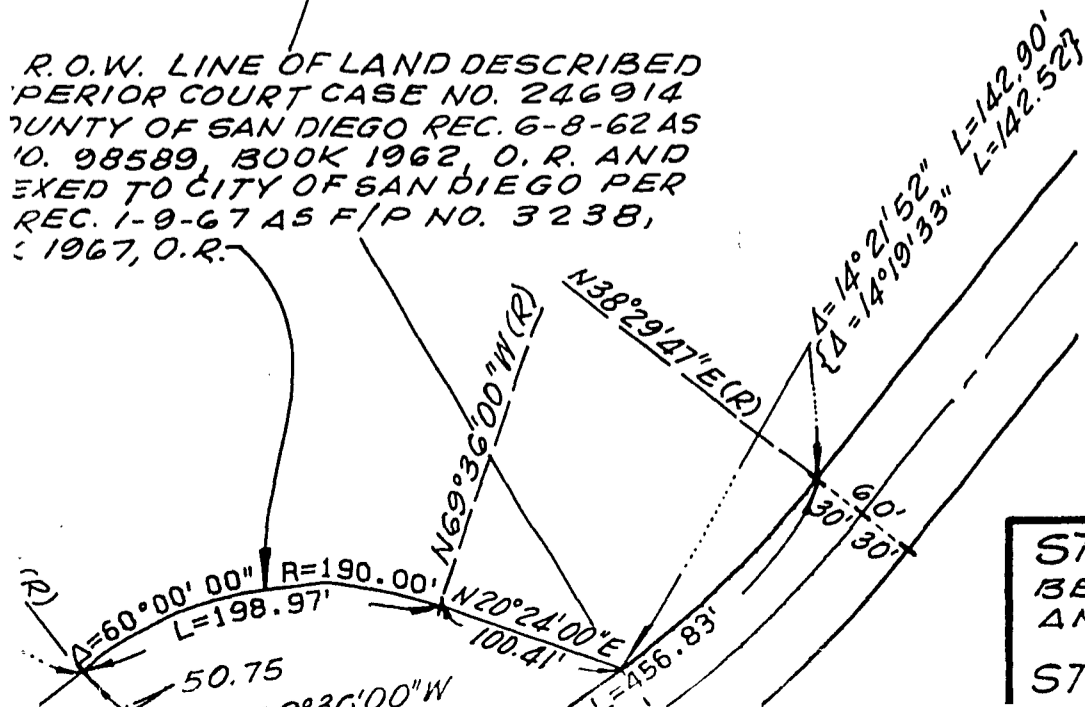 R.O.W. LINE OF LAND DESCRIBED
PERIOR COURT CASE NO. 246914
OUNTY OF SAN DIEGO REC. 6-8-62 AS
NO. 98589, BOOK 1962, O.R. AND
EXED TO CITY OF SAN DIEGO PER
REC. 1-9-67 AS F/P NO. 3238,
1967, O.R.
L=142.90'
L=142.52'}
Δ=14°21'52"
{Δ=14°19'33"
N38°29'47"E(R)
N69°36'00"W(R)
60'
30'
30'
(R)
Δ=60°00'00" R=190.00'
L=198.97'
N20°24'00"E
100.41'
L=456.83'
50.75
°36'00"W
ST
BE
AN
ST